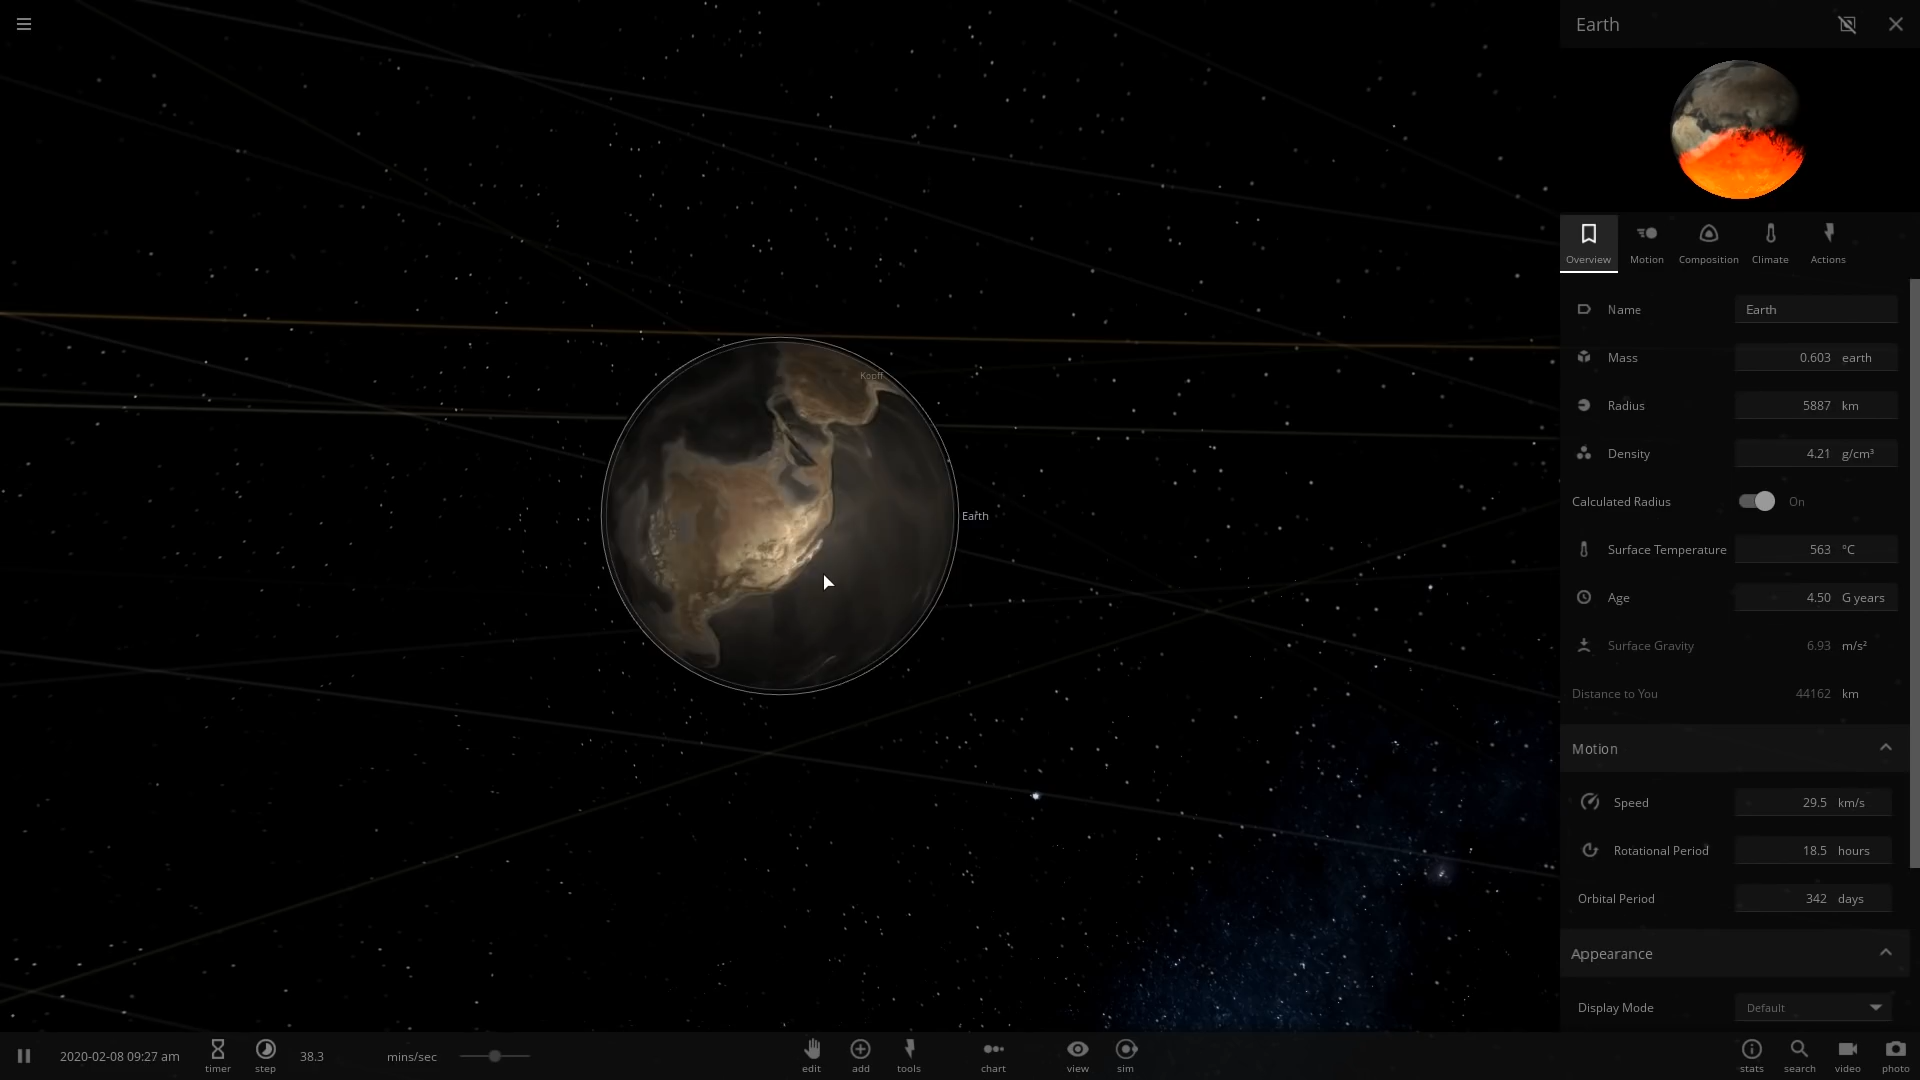 Earth
Overview Motion Composition Climate Actions
Name Earth
Mass 0.603 earth
Radius 5887 km
Density 4.21 g/cm³
Calculated Radius On
Surface Temperature 563 °C
Age 4.50 G years
Surface Gravity 6.93 m/s²
Distance to You 44162 km
Motion
Speed 29.5 km/s
Rotational Period 18.5 hours
Orbital Period 342 days
Appearance
Display Mode Default
Kopff
Earth
2020-02-08 09:27 am timer step 38.3 mins/sec edit add tools chart view sim stats search video photo